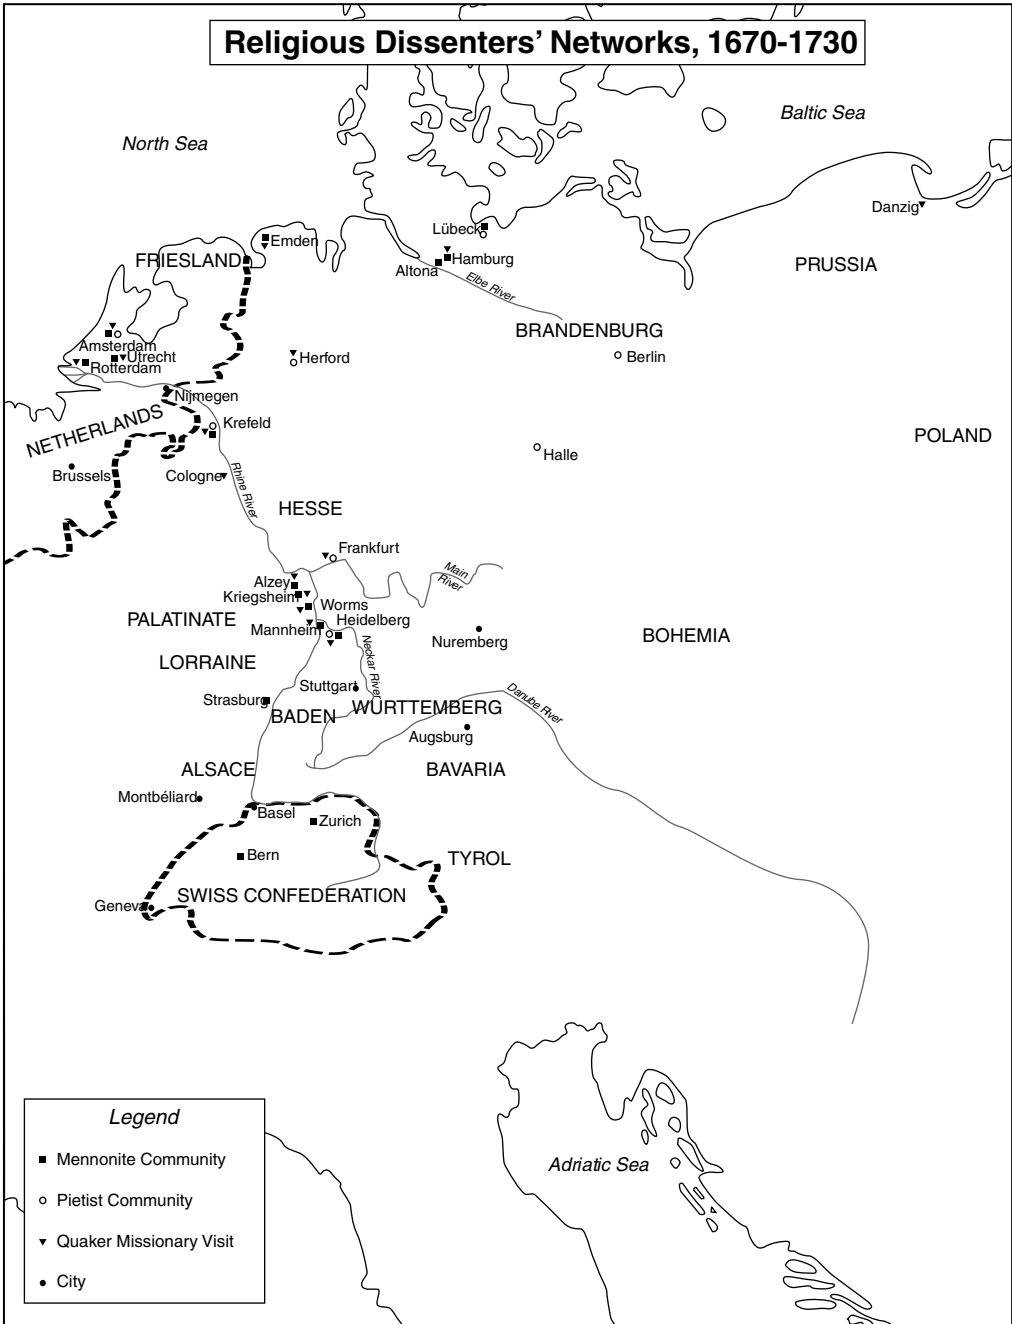 Religious Dissenters' Networks, 1670-1730
Baltic Sea
North Sea
Danzig
Lübeck
Emden
Hamburg
FRIESLAND
Altona
PRUSSIA
Elbe River
BRANDENBURG
Amsterdam
Utrecht
Herford
Berlin
Rotterdam
Nijmegen
NETHERLANDS
Krefeld
POLAND
Halle
Brussels
Cologne
Rhine River
HESSE
Frankfurt
Main
River
Alzey
Kriegsheim
Worms
PALATINATE
Heidelberg
Mannheim
Nuremberg
BOHEMIA
LORRAINE
Neckar River
Stuttgart
Strasburg
Danube River
WÜRTTEMBERG
BADEN
Augsburg
ALSACE
BAVARIA
Montbéliard
Basel
Zurich
Bern
TYROL
SWISS CONFEDERATION
Geneva
Adriatic Sea
Legend
Mennonite Community
Pietist Community
Quaker Missionary Visit
City